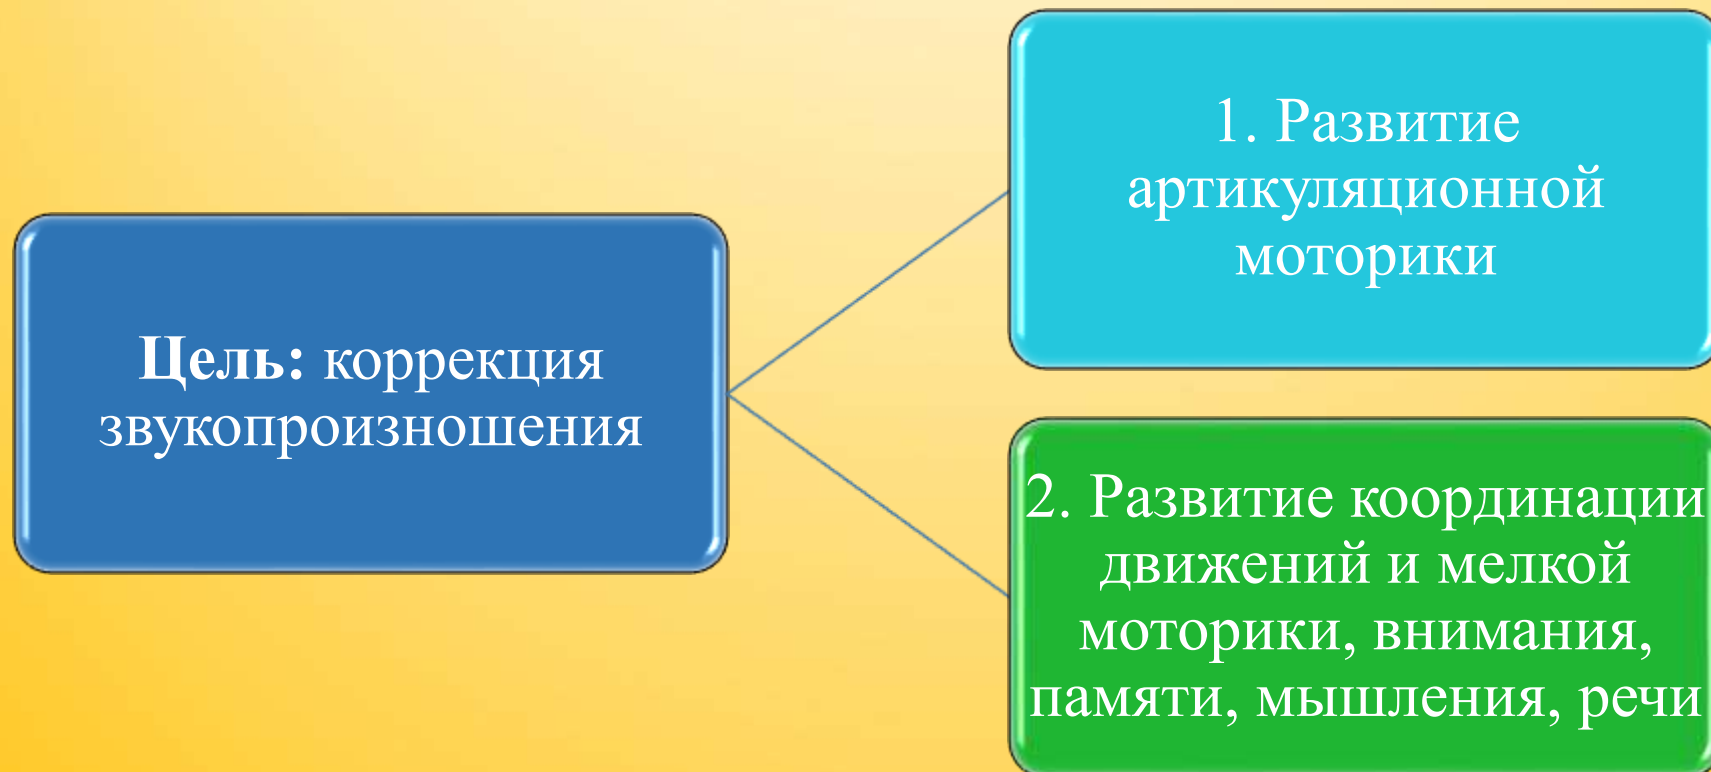 Цель: коррекция
звукопроизношения
1. Развитие
артикуляционной
моторики
2. Развитие координации
движений и мелкой
моторики, внимания,
памяти, мышления, речи